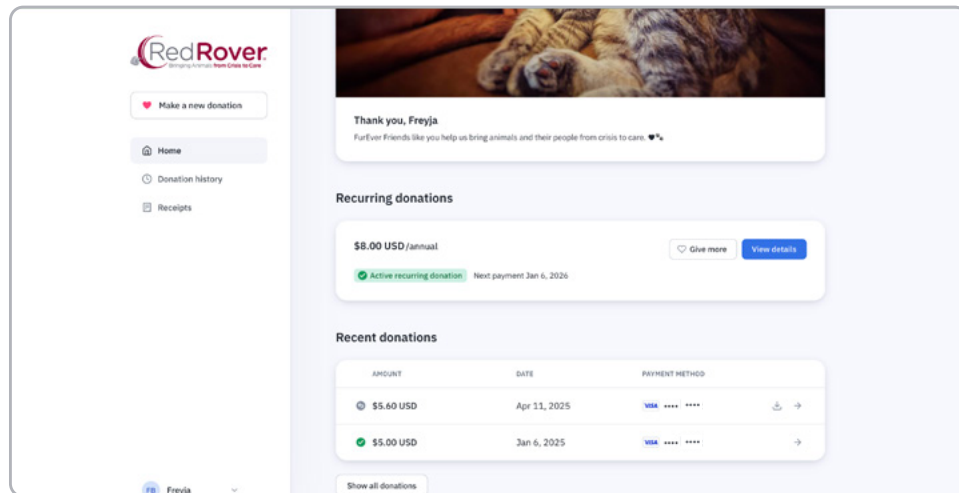 RedRover
Bringing Animals from Crisis to Care
Make a new donation
Home
Donation history
Receipts
FB Freyja
Thank you, Freyja
FurEver Friends like you help us bring animals and their people from crisis to care.
Recurring donations
$8.00 USD/annual
Give more
View details
Active recurring donation Next payment Jan 6, 2026
Recent donations
AMOUNT DATE PAYMENT METHOD
$5.60 USD Apr 11, 2025 VISA •••• ••••
$5.00 USD Jan 6, 2025 VISA •••• ••••
Show all donations